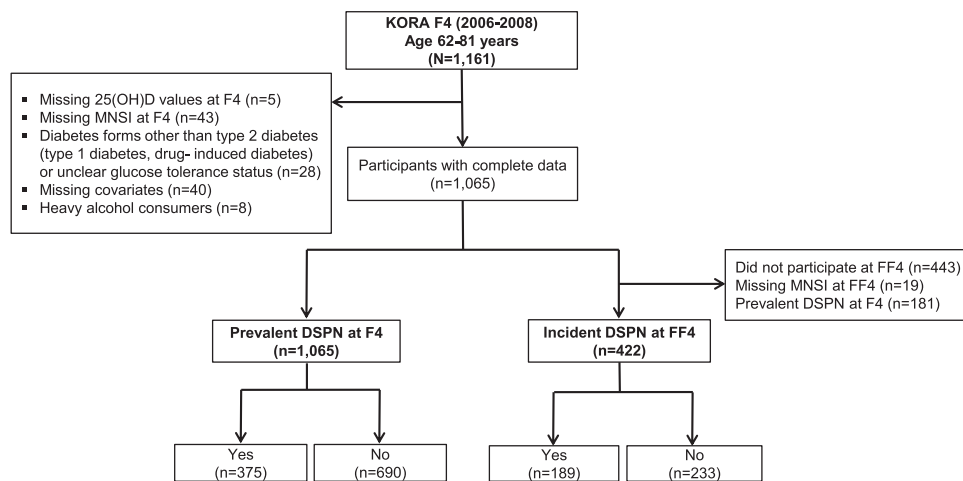 KORA F4 (2006-2008)
Age 62-81 years
(N=1,161)
▪ Missing 25(OH)D values at F4 (n=5)
▪ Missing MNSI at F4 (n=43)
▪ Diabetes forms other than type 2 diabetes
(type 1 diabetes, drug- induced diabetes)
or unclear glucose tolerance status (n=28)
▪ Missing covariates (n=40)
▪ Heavy alcohol consumers (n=8)
Participants with complete data
(n=1,065)
Did not participate at FF4 (n=443)
Missing MNSI at FF4 (n=19)
Prevalent DSPN at F4 (n=181)
Prevalent DSPN at F4
(n=1,065)
Incident DSPN at FF4
(n=422)
Yes
(n=375)
No
(n=690)
Yes
(n=189)
No
(n=233)